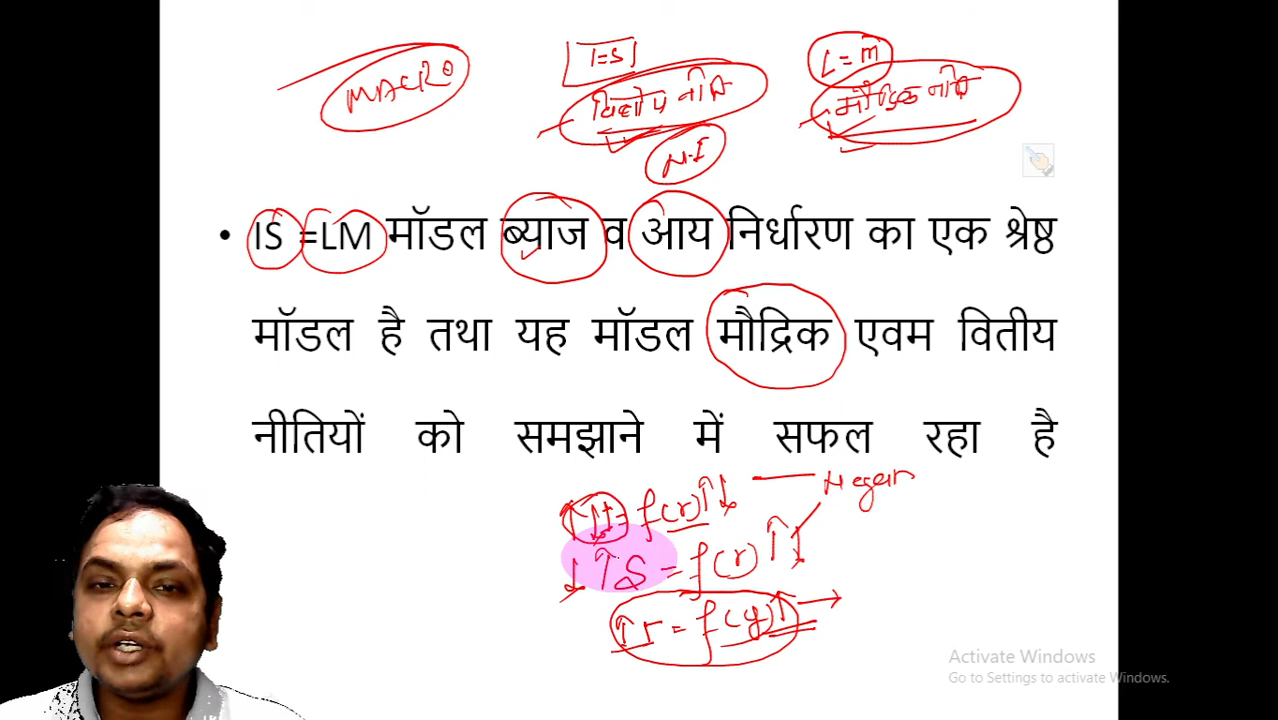 MACRO
I=S
L=M
वित्तीय नीति
मौद्रिक नीति
N.I
• IS =LM मॉडल ब्याज व आय निर्धारण का एक श्रेष्ठ
मॉडल है तथा यह मॉडल मौद्रिक एवम वितीय
नीतियों को समझाने में सफल रहा है
= f(r)↑↓
↓↑S = f(r)↑↓
↑r = f(y)↑→
Activate Windows
Go to Settings to activate Windows.